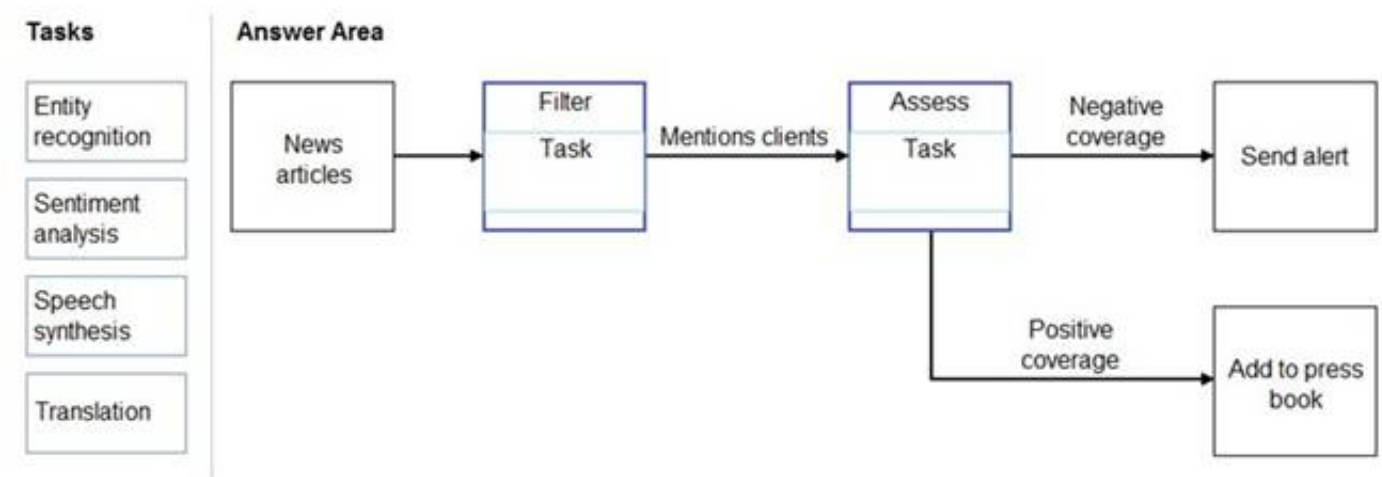 Tasks
Entity
recognition
Sentiment
analysis
Speech
synthesis
Translation
Answer Area
News
articles
Filter
Task
Mentions clients
Assess
Task
Negative
coverage
Send alert
Positive
coverage
Add to press
book